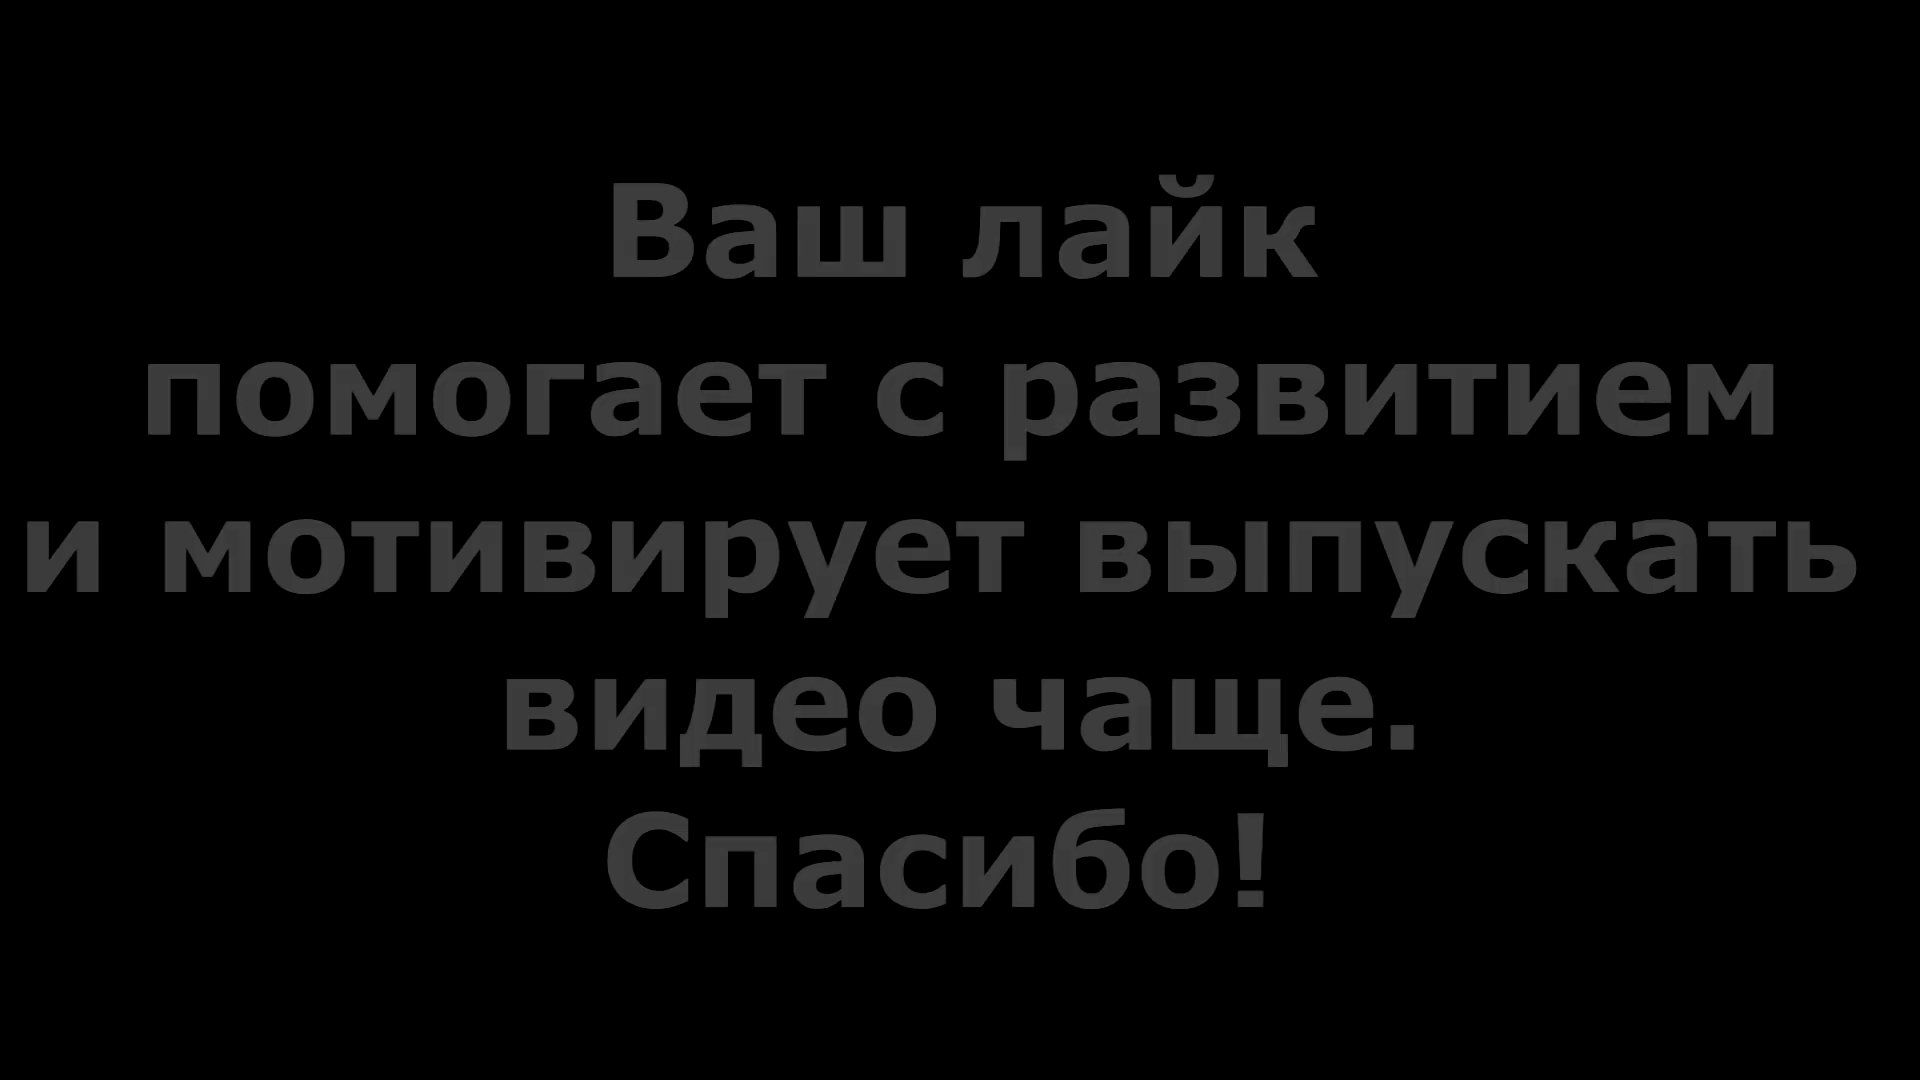 Ваш лайк
помогает с развитием
и мотивирует выпускать
видео чаще.
Спасибо!